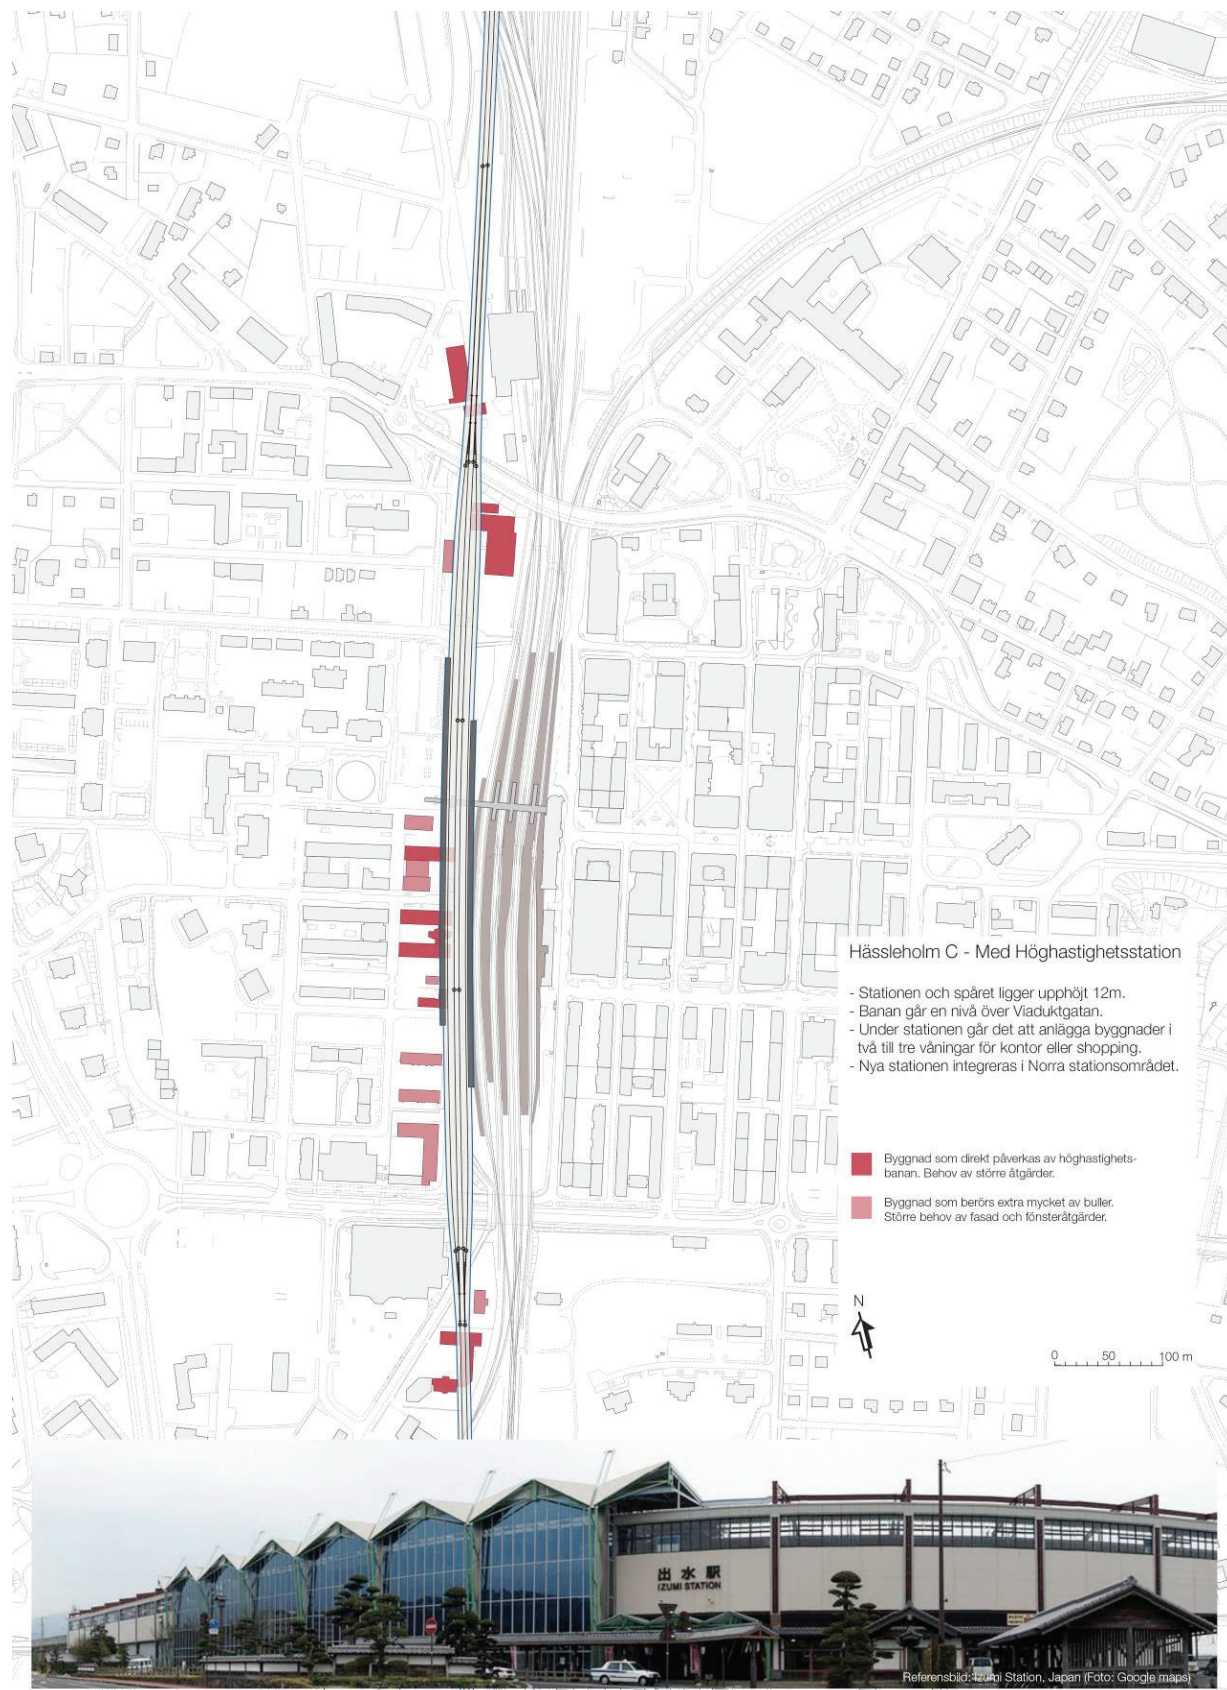 Hässleholm C - Med Höghastighetsstation
- Stationen och spåret ligger upphöjt 12m.
- Banan går en nivå över Viaduktgatan.
- Under stationen går det att anlägga byggnader i
två till tre våningar för kontor eller shopping.
- Nya stationen integreras i Norra stationsområdet.
Byggnad som direkt påverkas av höghastighets-
banan. Behov av större åtgärder.
Byggnad som berörs extra mycket av buller.
Större behov av fasad och fönsteråtgärder.
N
0 50 100 m
出水駅
IZUMI STATION
Referensbild: Izumi Station, Japan (Foto: Google maps)